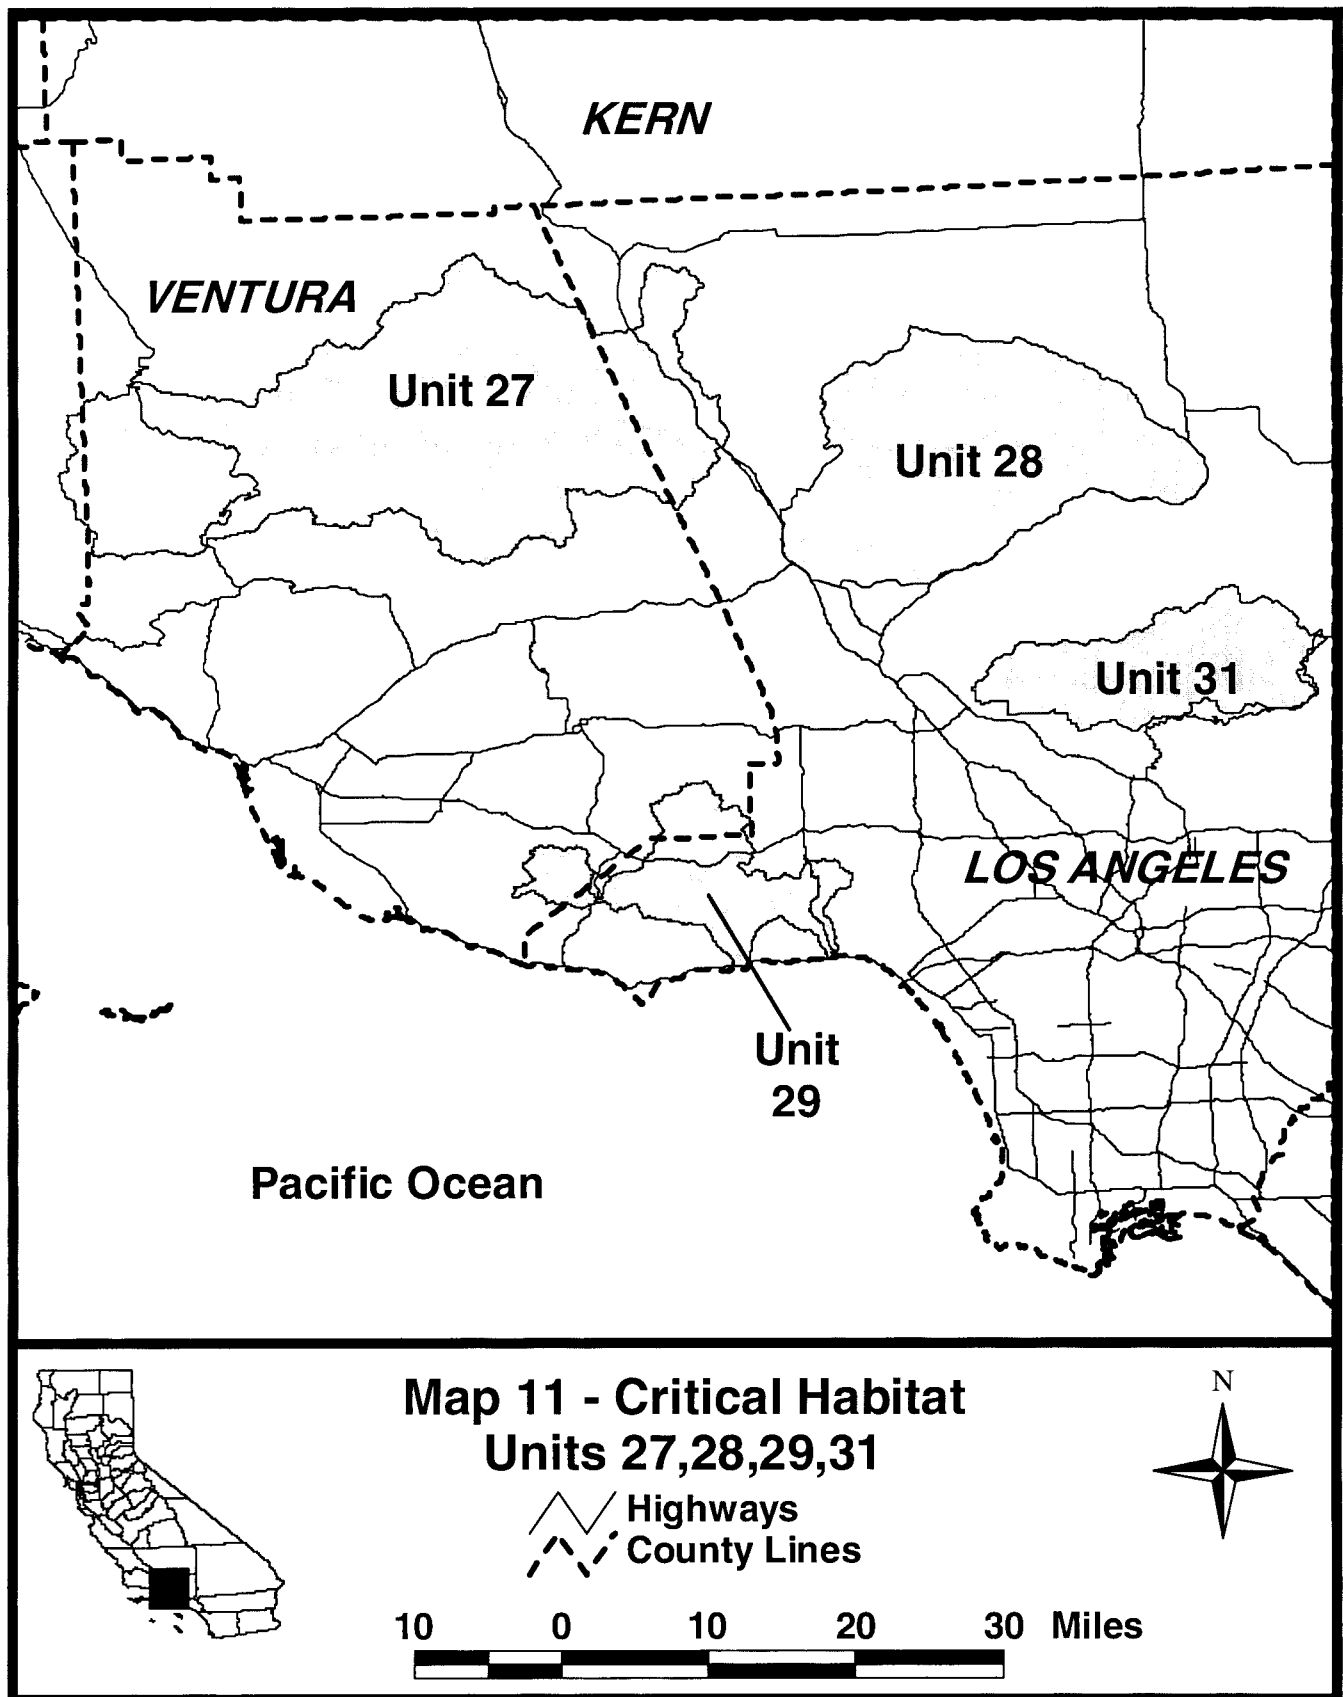 KERN
VENTURA
Unit 27
Unit 28
Unit 31
LOS ANGELES
Unit
29
Pacific Ocean
Map 11 - Critical Habitat
Units 27,28,29,31
Highways
County Lines
N
10 0 10 20 30 Miles